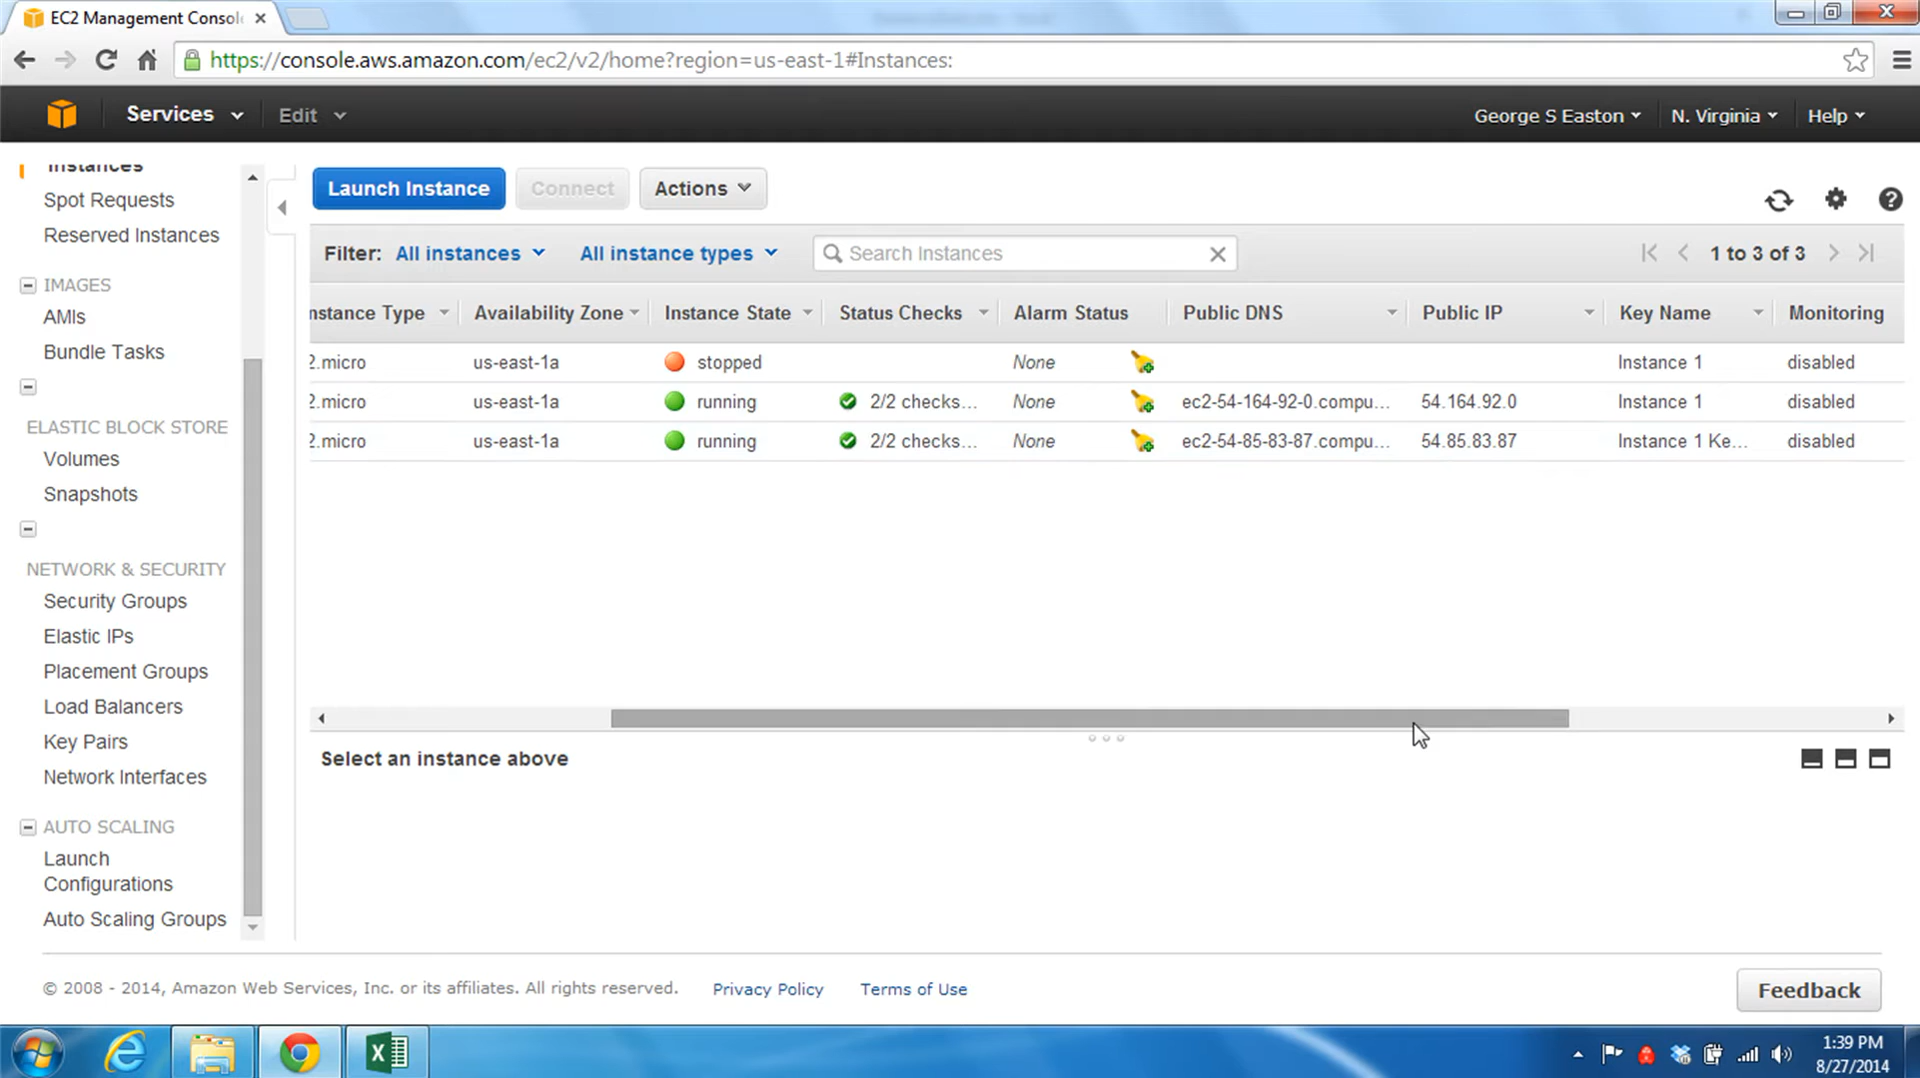 EC2 Management Consol
https://console.aws.amazon.com/ec2/v2/home?region=us-east-1#Instances:
Services Edit George S Easton N. Virginia Help
Instances
Spot Requests
Reserved Instances
IMAGES
AMIs
Bundle Tasks
ELASTIC BLOCK STORE
Volumes
Snapshots
NETWORK & SECURITY
Security Groups
Elastic IPs
Placement Groups
Load Balancers
Key Pairs
Network Interfaces
AUTO SCALING
Launch
Configurations
Auto Scaling Groups
Launch Instance Connect Actions
Filter: All instances All instance types Search Instances 1 to 3 of 3
nstance Type Availability Zone Instance State Status Checks Alarm Status Public DNS Public IP Key Name Monitoring
2.micro us-east-1a stopped None Instance 1 disabled
2.micro us-east-1a running 2/2 checks... None ec2-54-164-92-0.compu... 54.164.92.0 Instance 1 disabled
2.micro us-east-1a running 2/2 checks... None ec2-54-85-83-87.compu... 54.85.83.87 Instance 1 Ke... disabled
Select an instance above
© 2008 - 2014, Amazon Web Services, Inc. or its affiliates. All rights reserved. Privacy Policy Terms of Use
Feedback
1:39 PM
8/27/2014